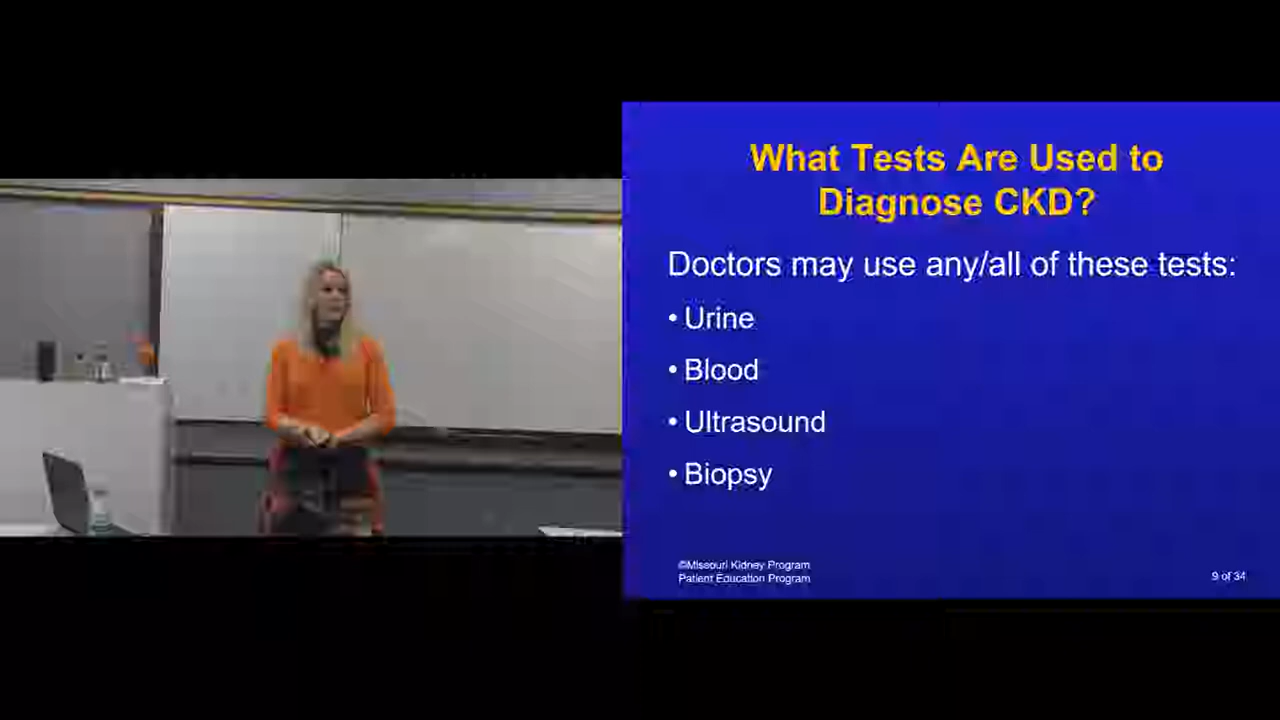 What Tests Are Used to
Diagnose CKD?
Doctors may use any/all of these tests:
• Urine
• Blood
• Ultrasound
• Biopsy
©Missouri Kidney Program
Patient Education Program
9 of 34